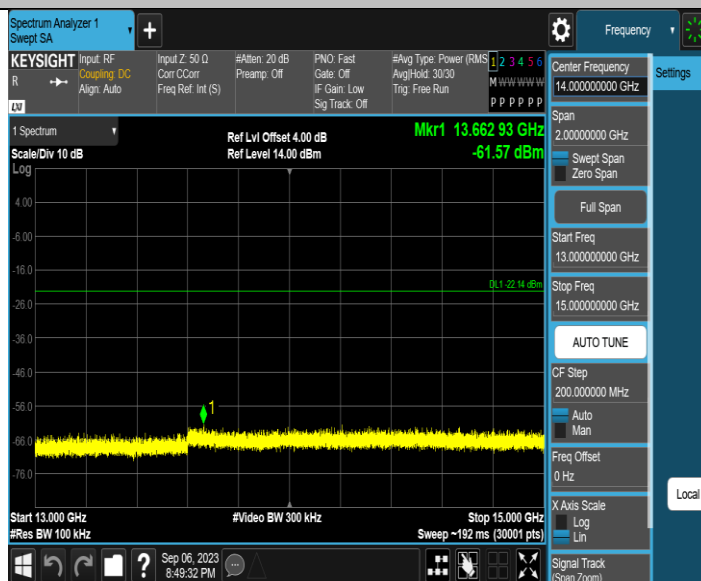 Spectrum Analyzer 1
Swept SA
Frequency
KEYSIGHT
R
LXI
Input: RF
Coupling: DC
Align: Auto
Input Z: 50 Ω
Corr CCorr
Freq Ref: Int (S)
#Atten: 20 dB
Preamp: Off
PNO: Fast
Gate: Off
IF Gain: Low
Sig Track: Off
#Avg Type: Power (RMS
Avg|Hold: 30/30
Trig: Free Run
1 2 3 4 5 6
M W W W W W
P P P P P P
1 Spectrum
Scale/Div 10 dB
Ref Lvl Offset 4.00 dB
Ref Level 14.00 dBm
Mkr1 13.662 93 GHz
-61.57 dBm
Log
4.00
-6.00
-16.0
-26.0
-36.0
-46.0
-56.0
-66.0
-76.0
DL1 -22.14 dBm
1
Start 13.000 GHz
#Res BW 100 kHz
#Video BW 300 kHz
Stop 15.000 GHz
Sweep ~192 ms (30001 pts)
Sep 06, 2023
8:49:32 PM
Center Frequency
14.000000000 GHz
Span
2.00000000 GHz
Swept Span
Zero Span
Full Span
Start Freq
13.000000000 GHz
Stop Freq
15.000000000 GHz
AUTO TUNE
CF Step
200.000000 MHz
Auto
Man
Freq Offset
0 Hz
X Axis Scale
Log
Lin
Signal Track
(Span Zoom)
Settings
Local